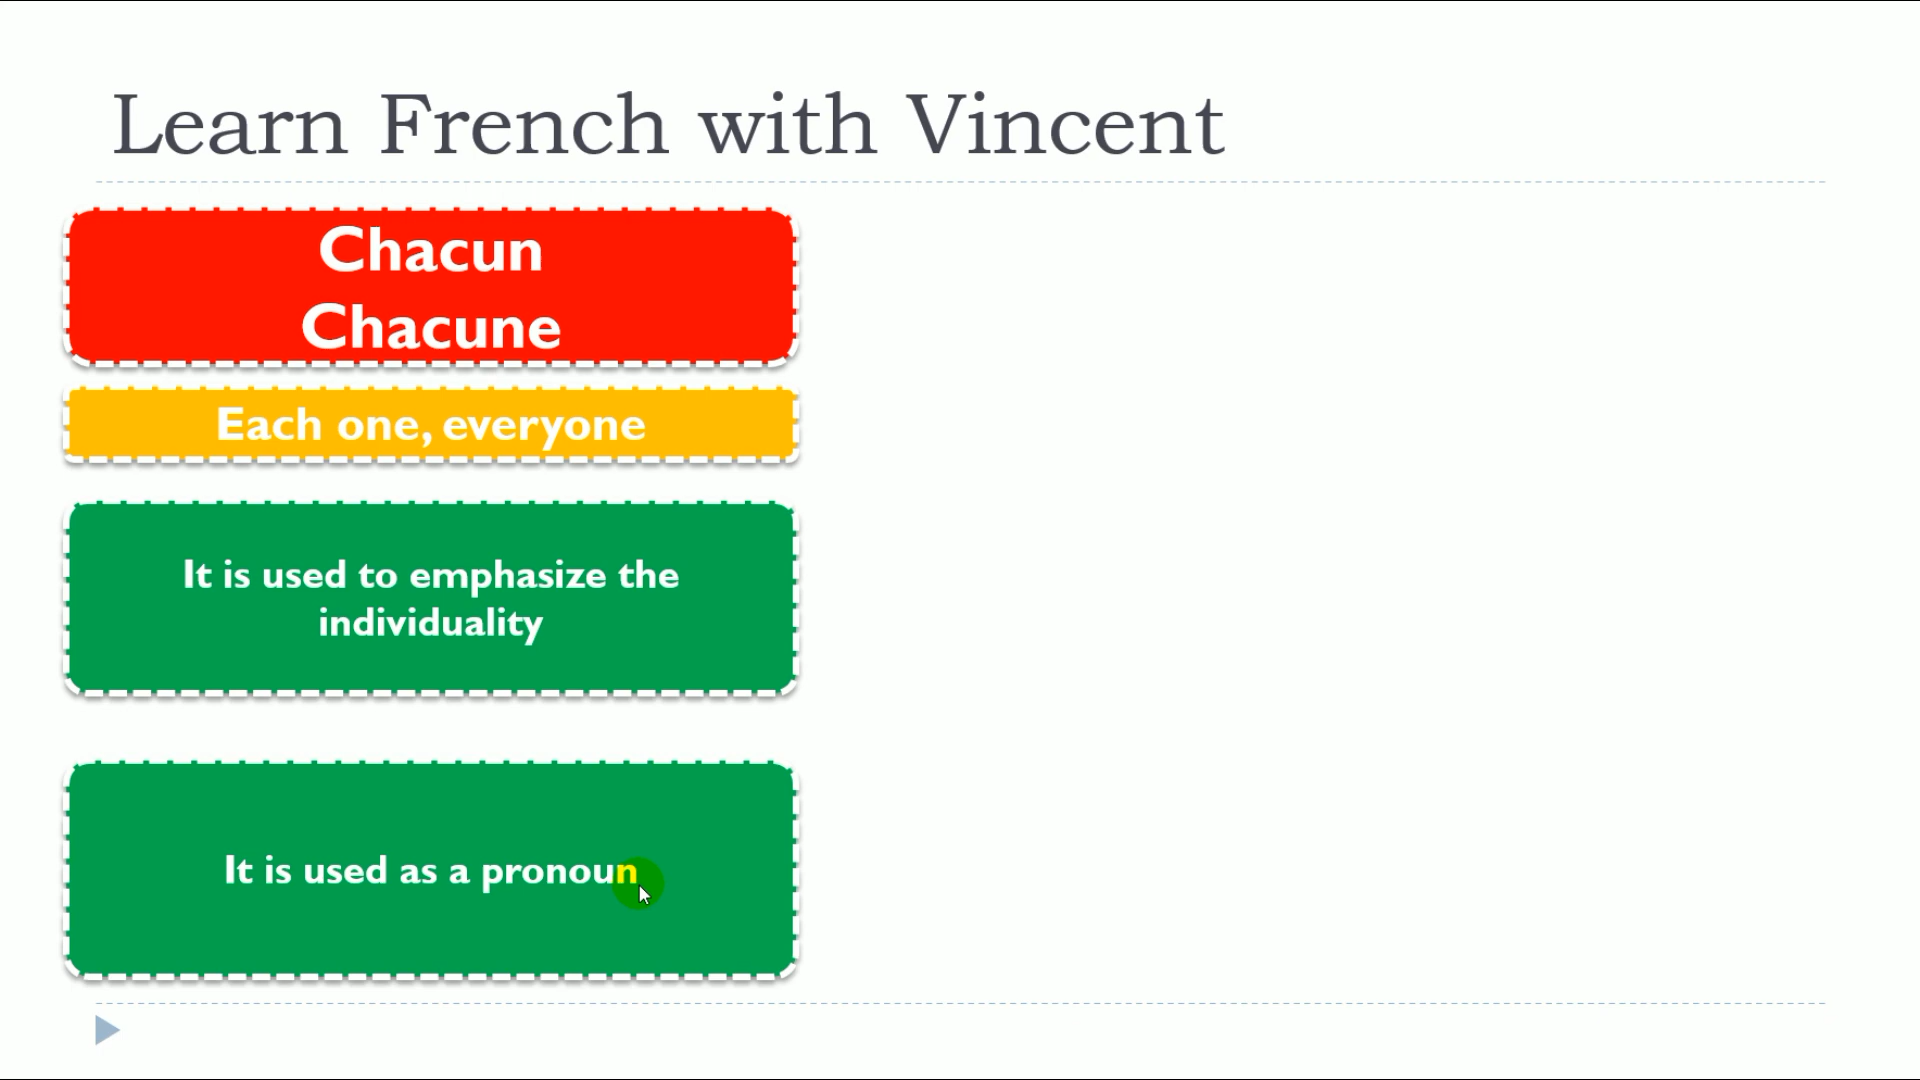 Learn French with Vincent
Chacun
Chacune
Each one, everyone
It is used to emphasize the
individuality
It is used as a pronoun